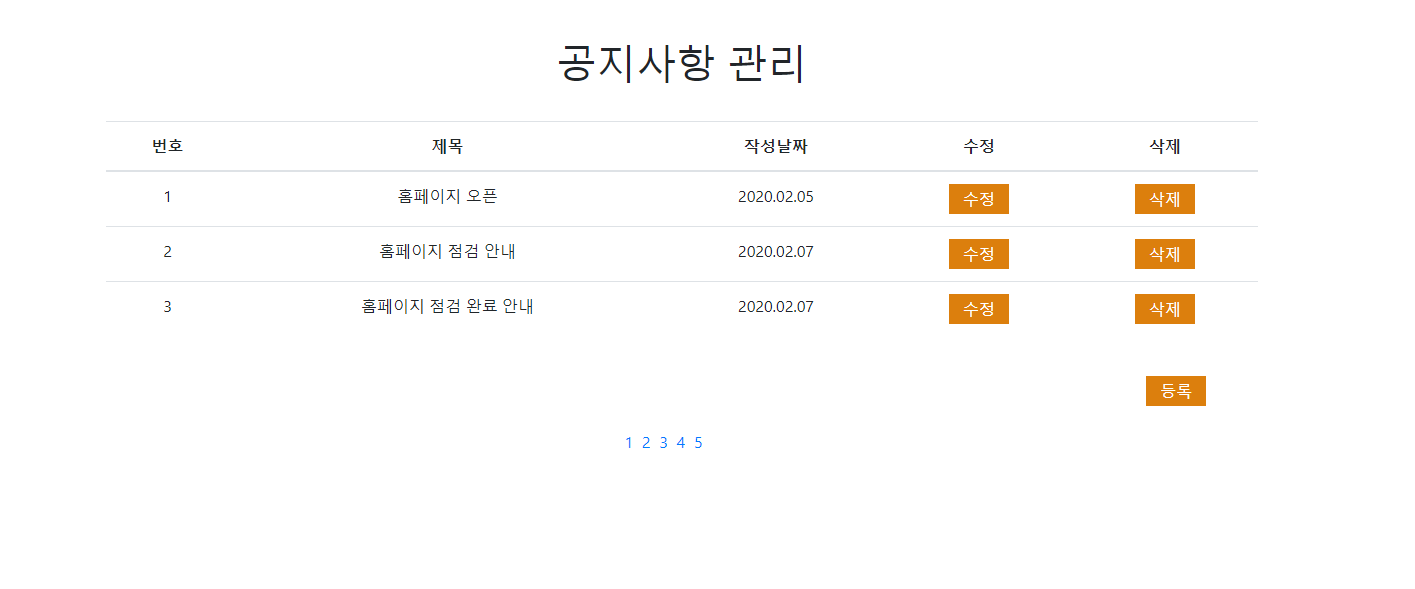 공지사항 관리
번호 제목 작성날짜 수정 삭제
1 홈페이지 오픈 2020.02.05 수정 삭제
2 홈페이지 점검 안내 2020.02.07 수정 삭제
3 홈페이지 점검 완료 안내 2020.02.07 수정 삭제
등록
1 2 3 4 5